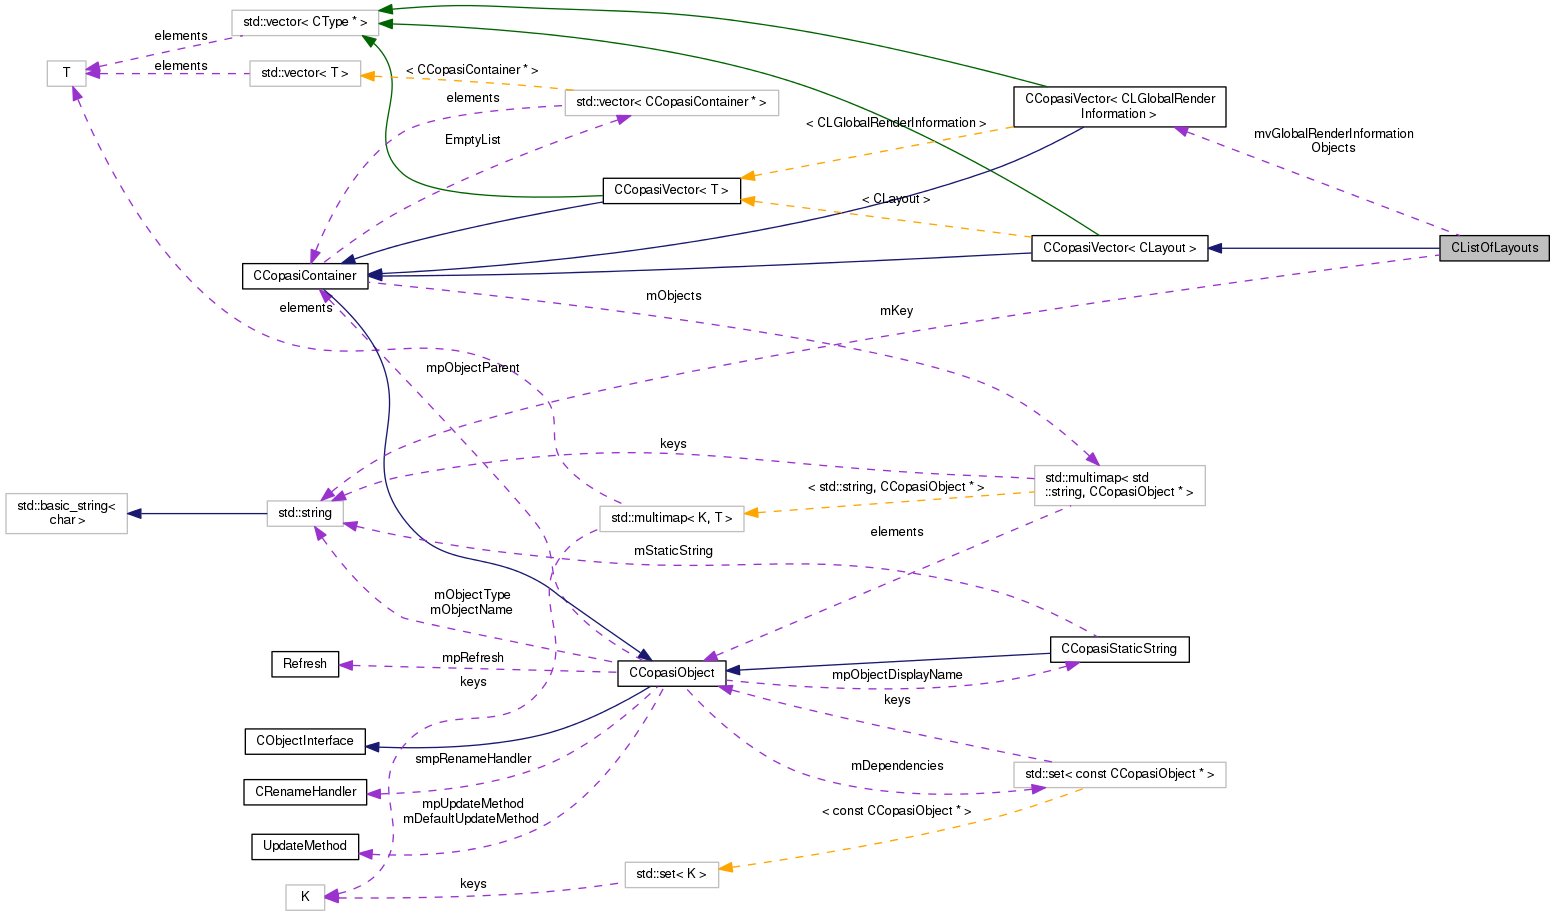 std::vector< CType * >
elements
T
elements
std::vector< T >
< CCopasiContainer * >
elements
std::vector< CCopasiContainer * >
CCopasiVector< CLGlobalRender
Information >
< CLGlobalRenderInformation >
mvGlobalRenderInformation
Objects
EmptyList
CCopasiVector< T >
< CLayout >
CCopasiVector< CLayout >
CListOfLayouts
CCopasiContainer
mObjects
elements
mKey
mpObjectParent
keys
std::multimap< std
::string, CCopasiObject * >
< std::string, CCopasiObject * >
std::basic_string<
char >
std::string
std::multimap< K, T >
elements
mStaticString
mObjectType
mObjectName
CCopasiStaticString
Refresh
mpRefresh
keys
CCopasiObject
mpObjectDisplayName
keys
CObjectInterface
smpRenameHandler
mDependencies
std::set< const CCopasiObject * >
CRenameHandler
mpUpdateMethod
mDefaultUpdateMethod
< const CCopasiObject * >
UpdateMethod
std::set< K >
keys
K